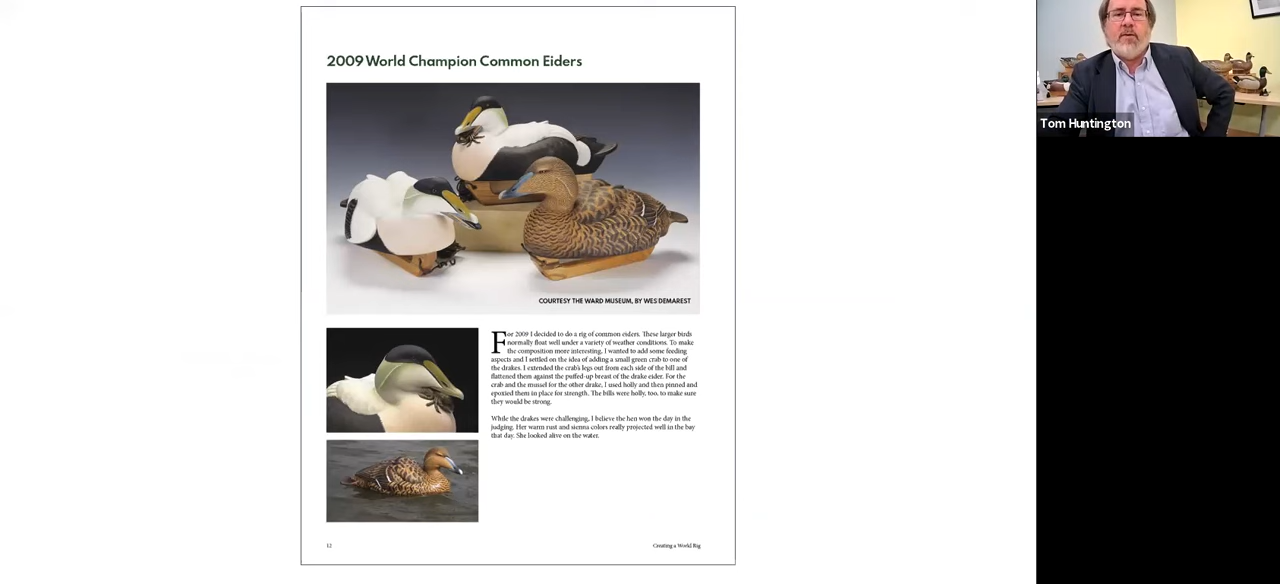 2009 World Champion Common Eiders
COURTESY THE WARD MUSEUM, BY WES DEMAREST
For 2009 I decided to do a rig of common eiders. These larger birds
normally float well under a variety of weather conditions. To make
the composition more interesting, I wanted to add some feeding
aspects and I settled on the idea of adding a small green crab to one of
the drakes. I extended the crab's legs out from each side of the bill and
flattened them against the puffed-up breast of the drake eider. For the
crab and the mussel for the other drake, I used holly and then pinned and
epoxied them in place for strength. The bills were holly, too, to make sure
they would be strong.
While the drakes were challenging, I believe the hen won the day in the
judging. Her warm rust and sienna colors really projected well in the bay
that day. She looked alive on the water.
12
Creating a World Rig
Tom Huntington